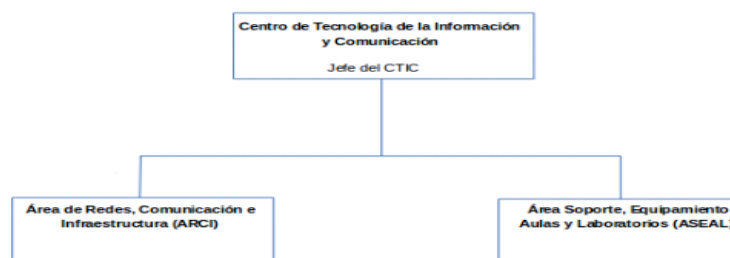 Centro de Tecnología de la Información
y Comunicación
Jefe del CTIC
Área de Redes, Comunicación e
Infraestructura (ARCI)
Área Soporte, Equipamiento
Aulas y Laboratorios (ASEAL)